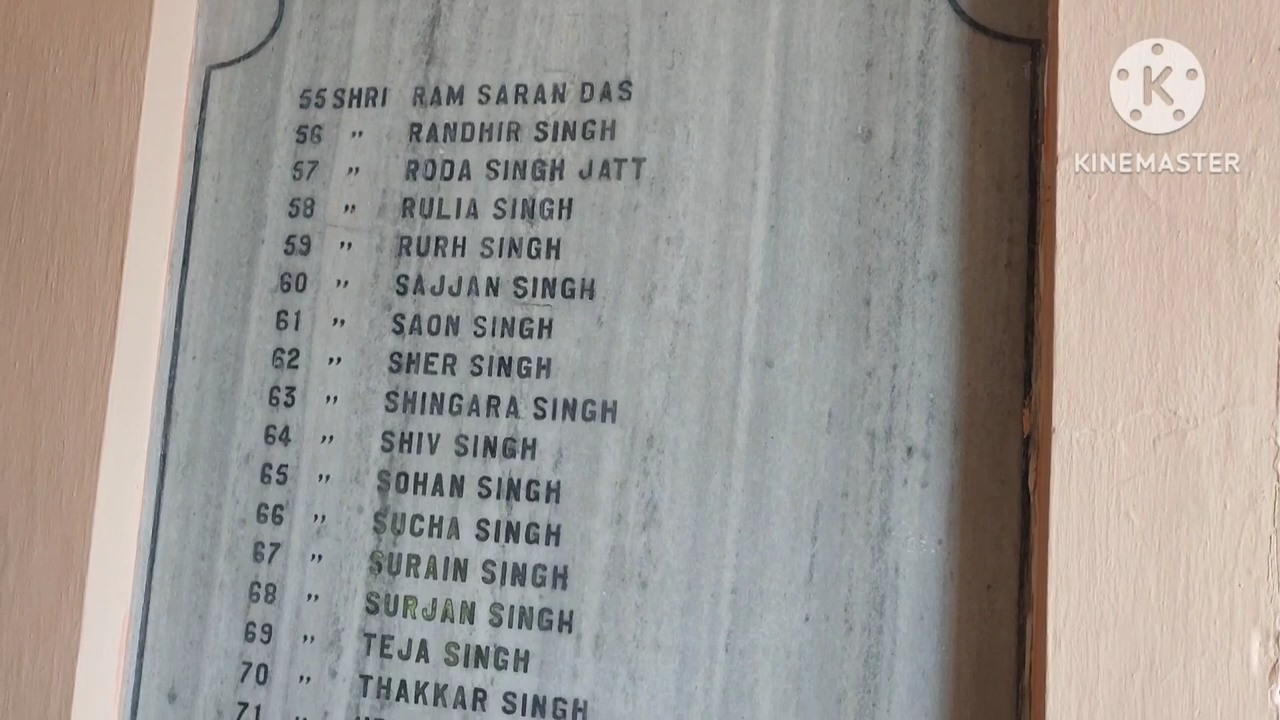 55 SHRI RAM SARAN DAS
56 " RANDHIR SINGH
57 " RODA SINGH JATT
58 " RULIA SINGH
59 " RURH SINGH
60 " SAJJAN SINGH
61 " SAON SINGH
62 " SHER SINGH
63 " SHINGARA SINGH
64 " SHIV SINGH
65 " SOHAN SINGH
66 " SUCHA SINGH
67 " SURAIN SINGH
68 " SURJAN SINGH
69 " TEJA SINGH
70 " THAKKAR SINGH
71 "
K
KINEMASTER